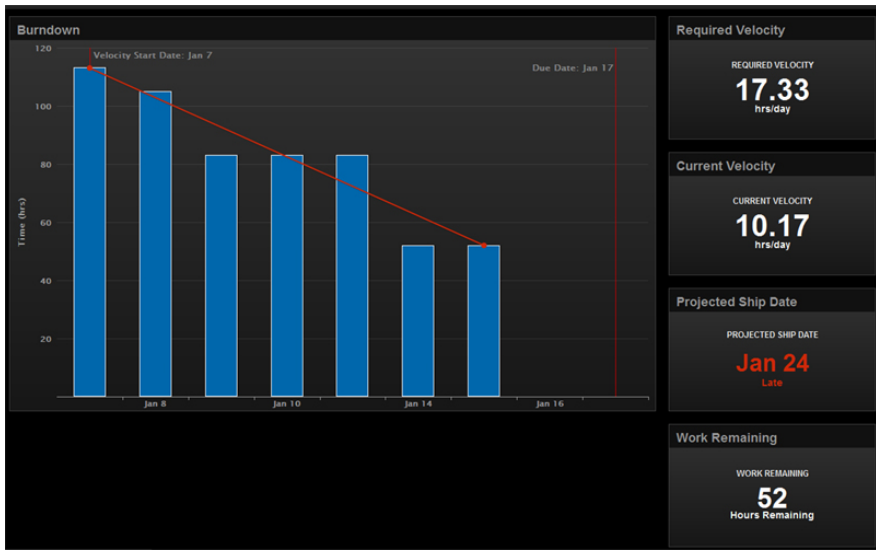 Burndown
120
Velocity Start Date: Jan 7
Due Date: Jan 17
100
80
60
40
20
Time (hrs)
Jan 8
Jan 10
Jan 14
Jan 16
Required Velocity
REQUIRED VELOCITY
17.33
hrs/day
Current Velocity
CURRENT VELOCITY
10.17
hrs/day
Projected Ship Date
PROJECTED SHIP DATE
Jan 24
Late
Work Remaining
WORK REMAINING
52
Hours Remaining